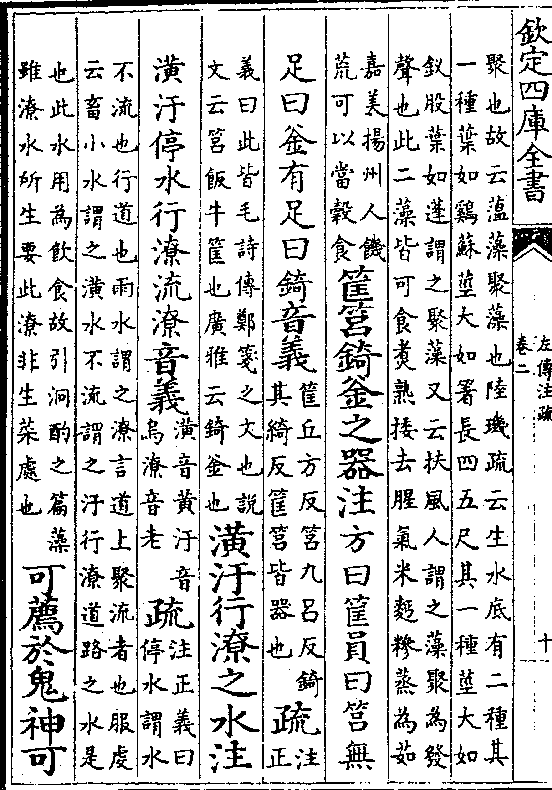 欽定四庫全書
左傳注疏
卷二
十
聚也故云薀藻聚藻也陸璣疏云生水底有二種其
一種葉如鷄蘇莖大如箸長四五尺其一種莖大如
釵股葉如蓬謂之聚藻又云扶風人謂之藻聚為發
聲也此二藻皆可食煮熟挼去腥氣米麪糝蒸為茹
嘉美揚州人饑
荒可以當穀食
筐筥錡釜之器注方曰筐員曰筥無
足曰釜有足曰錡音義
筐丘方反筥九呂反錡
其綺反筐筥皆器也
疏
注
正
義曰此皆毛詩傳鄭箋之文也說
文云筥飯牛筐也廣雅云錡釜也
潢汙行潦之水注
潢汙停水行潦流潦音義
潢音黄汙音
烏潦音老
疏
注正義曰
停水謂水
不流也行道也雨水謂之潦言道上聚流者也服䖍
云畜小水謂之潢水不流謂之汙行潦道路之水是
也此水用為飲食故引泂酌之篇藻
雖潦水所生要此潦非生菜處也
可薦於鬼神可